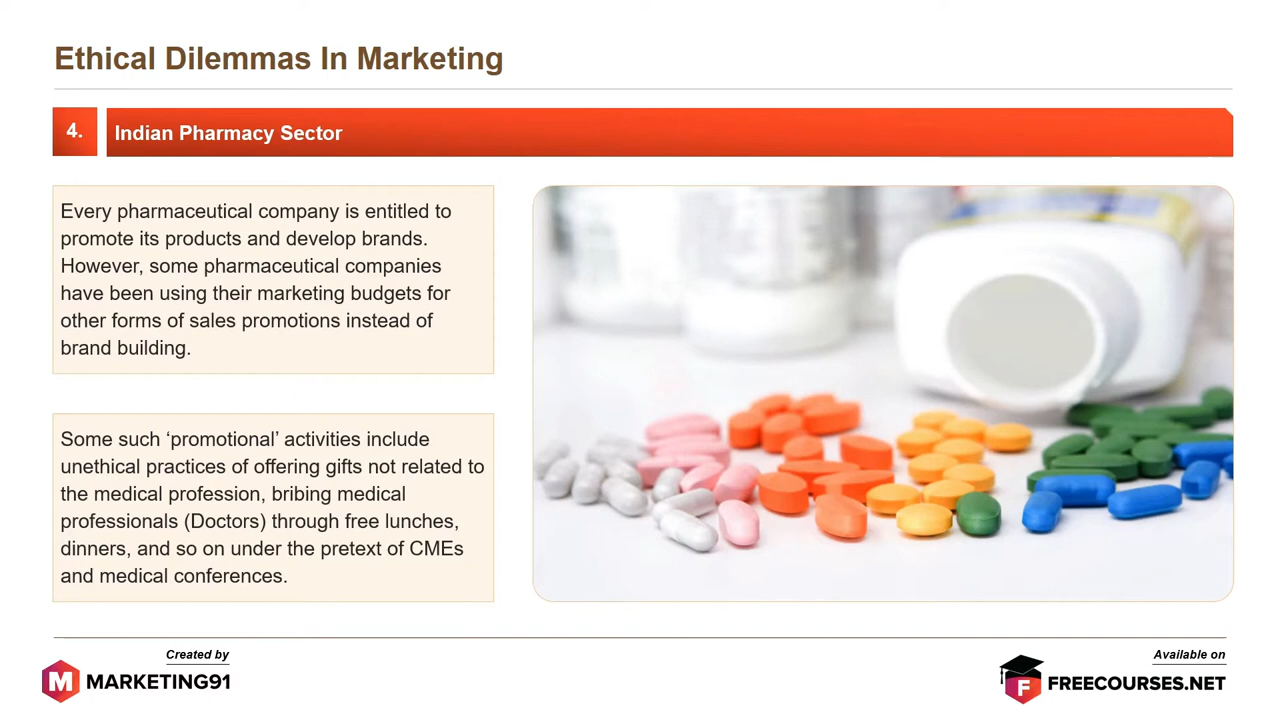 Ethical Dilemmas In Marketing
4.
Indian Pharmacy Sector
Every pharmaceutical company is entitled to
promote its products and develop brands.
However, some pharmaceutical companies
have been using their marketing budgets for
other forms of sales promotions instead of
brand building.
Some such ‘promotional’ activities include
unethical practices of offering gifts not related to
the medical profession, bribing medical
professionals (Doctors) through free lunches,
dinners, and so on under the pretext of CMEs
and medical conferences.
Created by
M MARKETING91
Available on
F FREECOURSES.NET